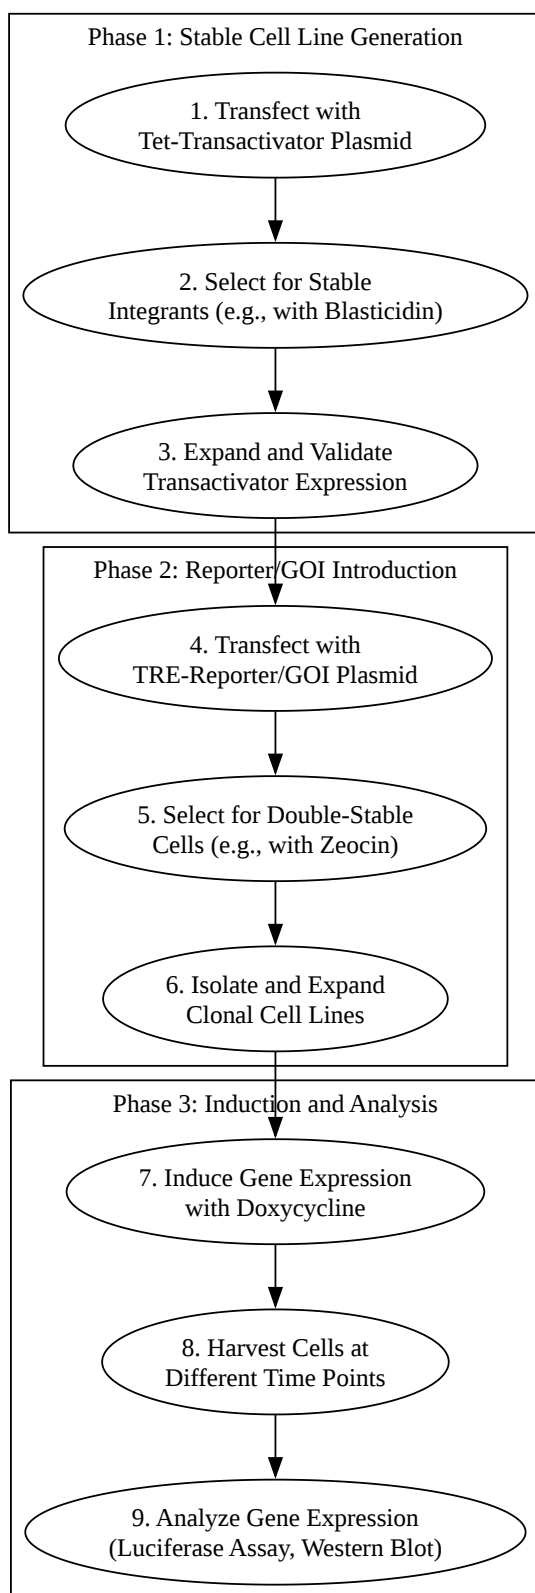 Phase 1: Stable Cell Line Generation
1. Transfect with
Tet-Transactivator Plasmid
2. Select for Stable
Integrants (e.g., with Blasticidin)
3. Expand and Validate
Transactivator Expression
Phase 2: Reporter/GOI Introduction
4. Transfect with
TRE-Reporter/GOI Plasmid
5. Select for Double-Stable
Cells (e.g., with Zeocin)
6. Isolate and Expand
Clonal Cell Lines
Phase 3: Induction and Analysis
7. Induce Gene Expression
with Doxycycline
8. Harvest Cells at
Different Time Points
9. Analyze Gene Expression
(Luciferase Assay, Western Blot)